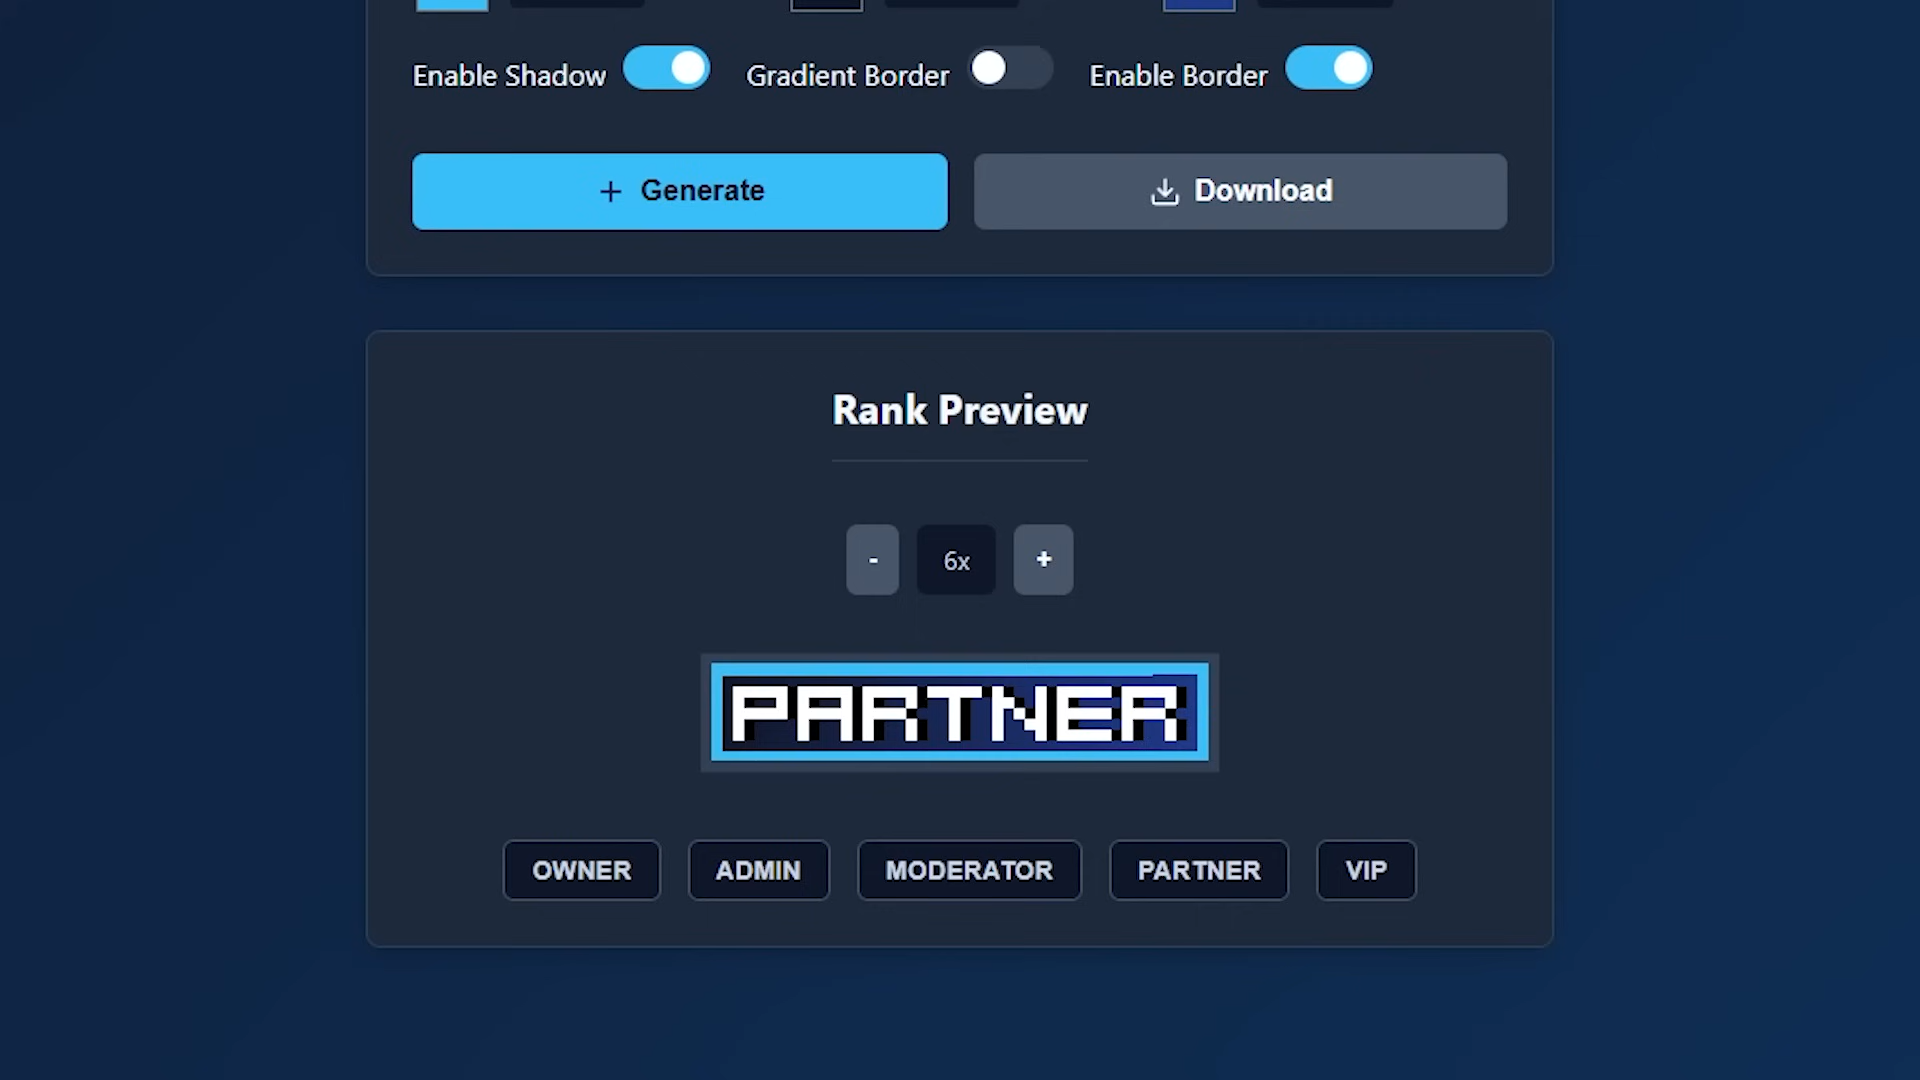 Enable Shadow Gradient Border Enable Border
+ Generate Download
Rank Preview
- 6x +
PARTNER
OWNER ADMIN MODERATOR PARTNER VIP